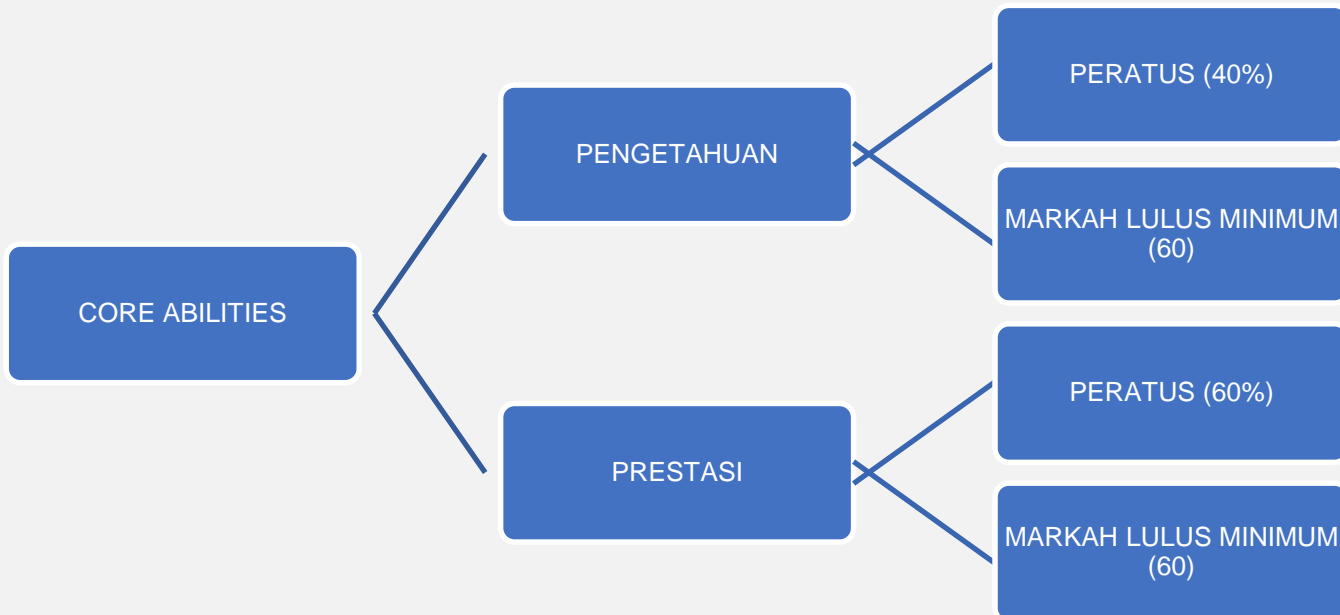 CORE ABILITIES
PENGETAHUAN
PERATUS (40%)
MARKAH LULUS MINIMUM
(60)
PRESTASI
PERATUS (60%)
MARKAH LULUS MINIMUM
(60)